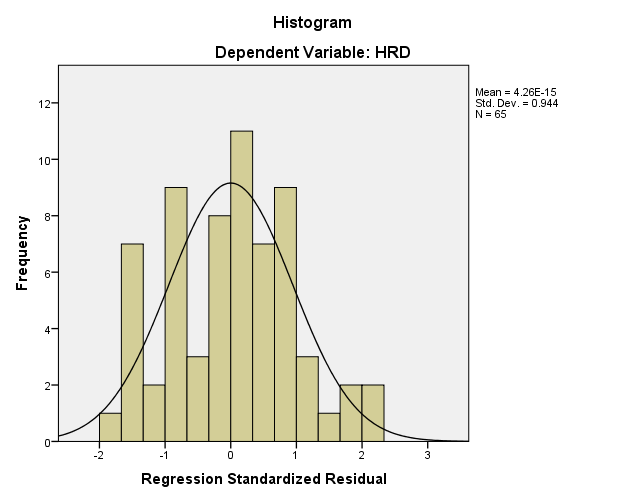 Histogram
Dependent Variable: HRD
Mean = 4.26E-15
Std. Dev. = 0.944
N = 65
Frequency
12
10
8
6
4
2
0
-2 -1 0 1 2 3
Regression Standardized Residual